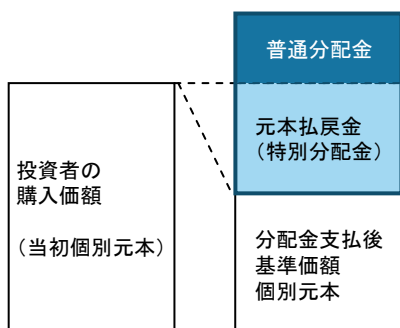 普通分配金
元本払戻金
（特別分配金）
投資者の
購入価額
（当初個別元本）
分配金支払後
基準価額
個別元本